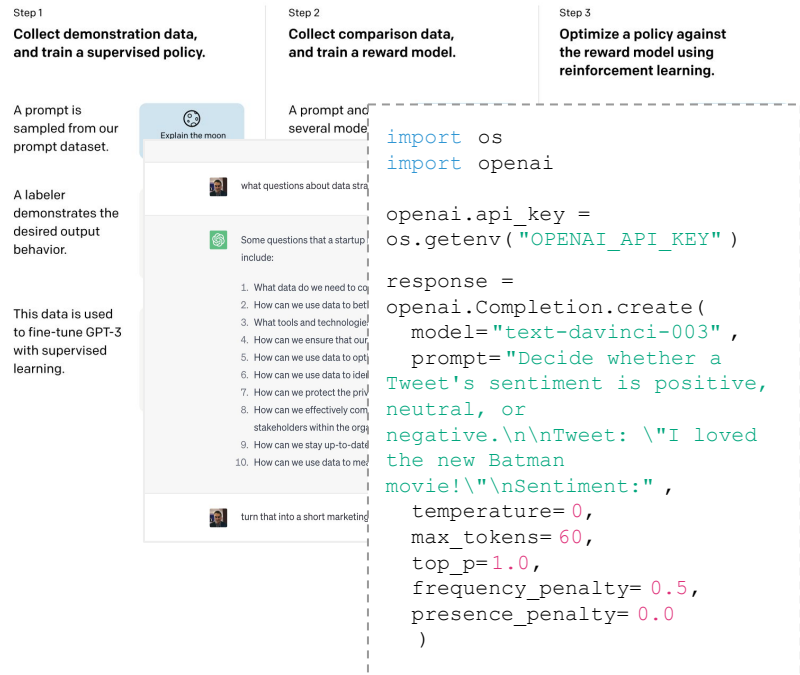 Step 1
Collect demonstration data,
and train a supervised policy.
A prompt is
sampled from our
prompt dataset.
Explain the moon
A labeler
demonstrates the
desired output
behavior.
This data is used
to fine-tune GPT-3
with supervised
learning.
Step 2
Collect comparison data,
and train a reward model.
A prompt and
several mode
Step 3
Optimize a policy against
the reward model using
reinforcement learning.
what questions about data stra
Some questions that a startup
include:
1. What data do we need to co
2. How can we use data to bett
3. What tools and technologie
4. How can we ensure that our
5. How can we use data to opt
6. How can we use data to ide
7. How can we protect the priv
8. How can we effectively com
stakeholders within the orga
9. How can we stay up-to-date
10. How can we use data to me
turn that into a short marketing
import os
import openai
openai.api_key =
os.getenv("OPENAI_API_KEY")
response =
openai.Completion.create(
model="text-davinci-003",
prompt="Decide whether a
Tweet's sentiment is positive,
neutral, or
negative.\n\nTweet: \"I loved
the new Batman
movie!\"\nSentiment:",
temperature=0,
max_tokens=60,
top_p=1.0,
frequency_penalty=0.5,
presence_penalty=0.0
)